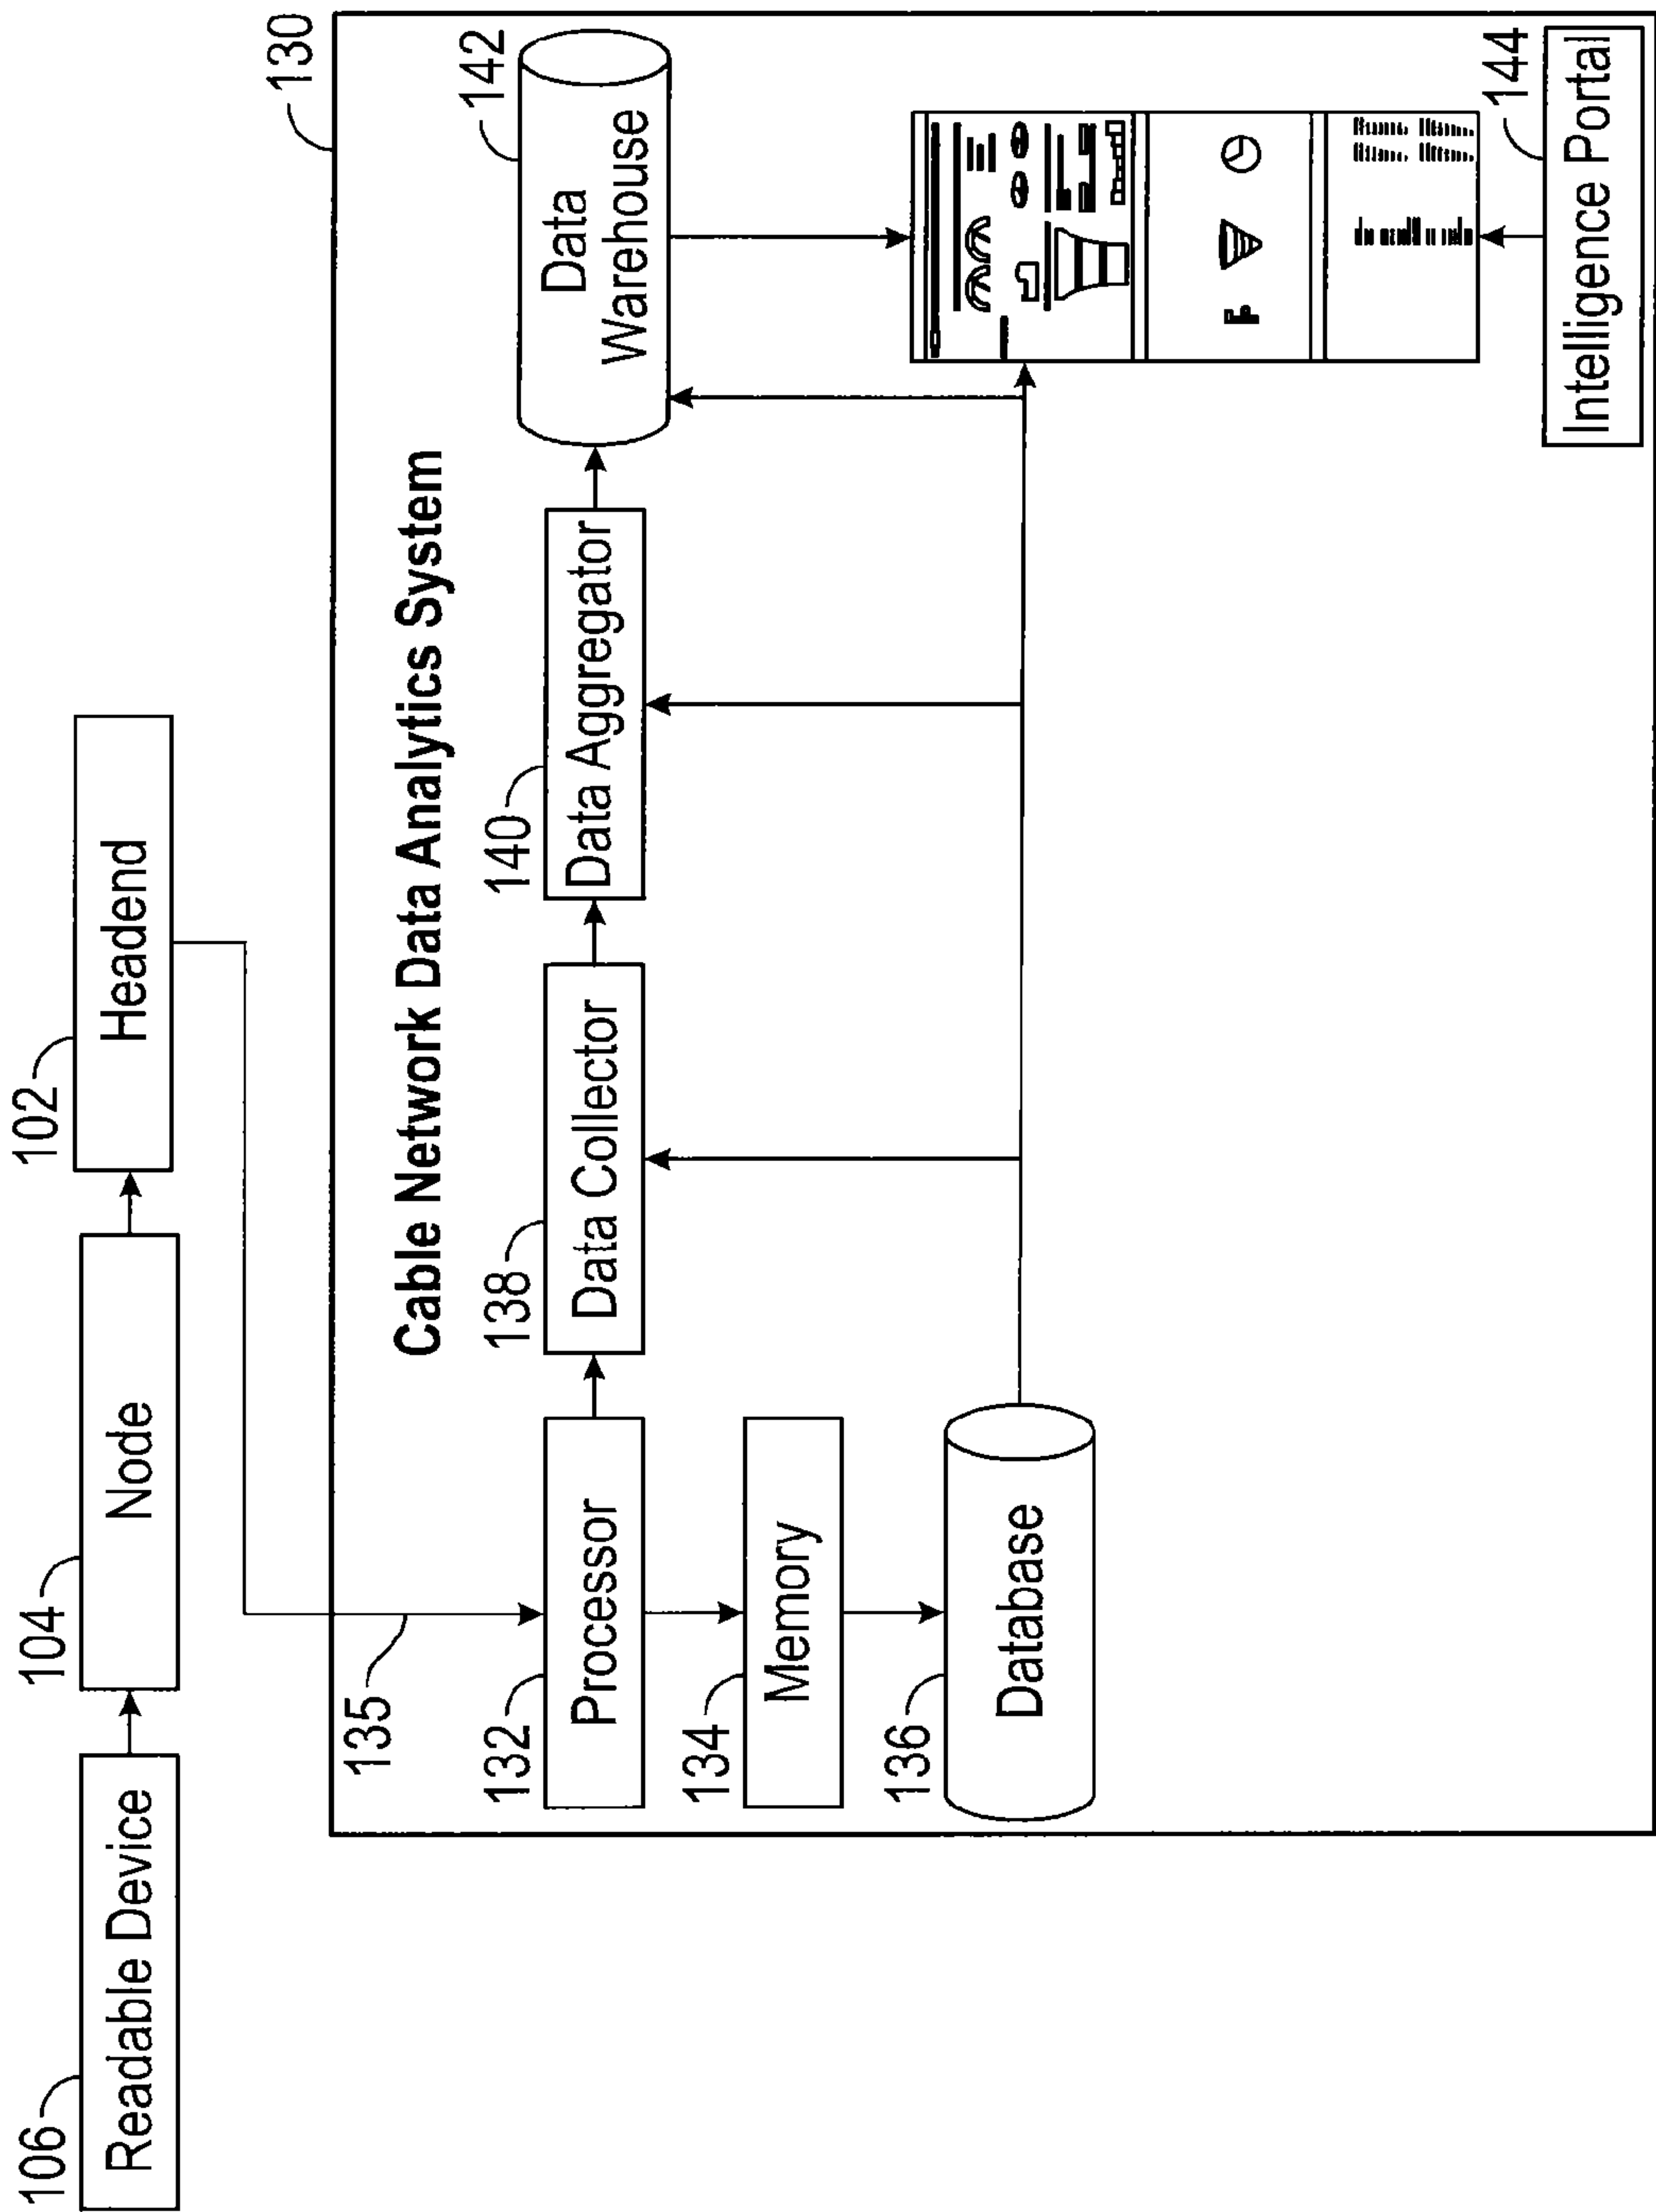 106
Readable Device
104
Node
102
Headend
130
Cable Network Data Analytics System
135
132
Processor
138
Data Collector
140
Data Aggregator
142
Data
Warehouse
134
Memory
136
Database
F
144
Intelligence Portal